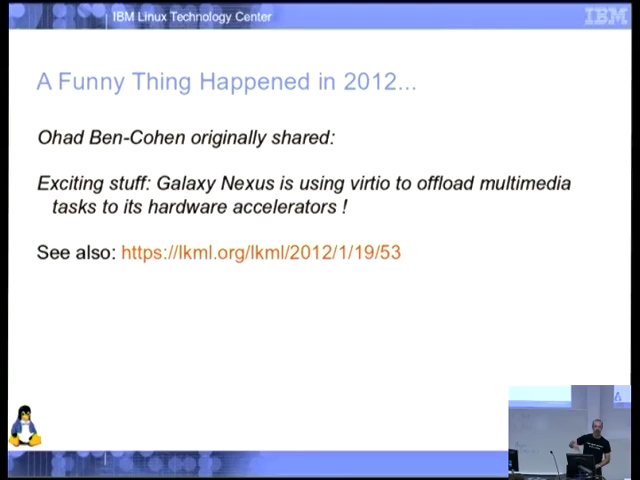 IBM Linux Technology Center
IBM
A Funny Thing Happened in 2012...
Ohad Ben-Cohen originally shared:
Exciting stuff: Galaxy Nexus is using virtio to offload multimedia
tasks to its hardware accelerators !
See also: https://lkml.org/lkml/2012/1/19/53